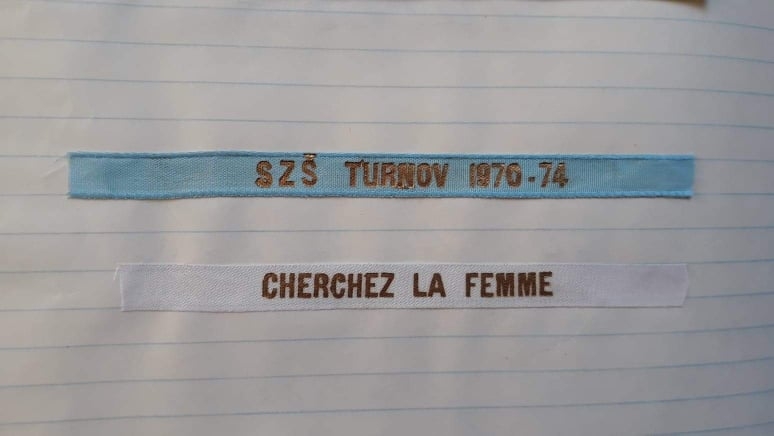 SZŠ TURNOV 1970-74
CHERCHEZ LA FEMME